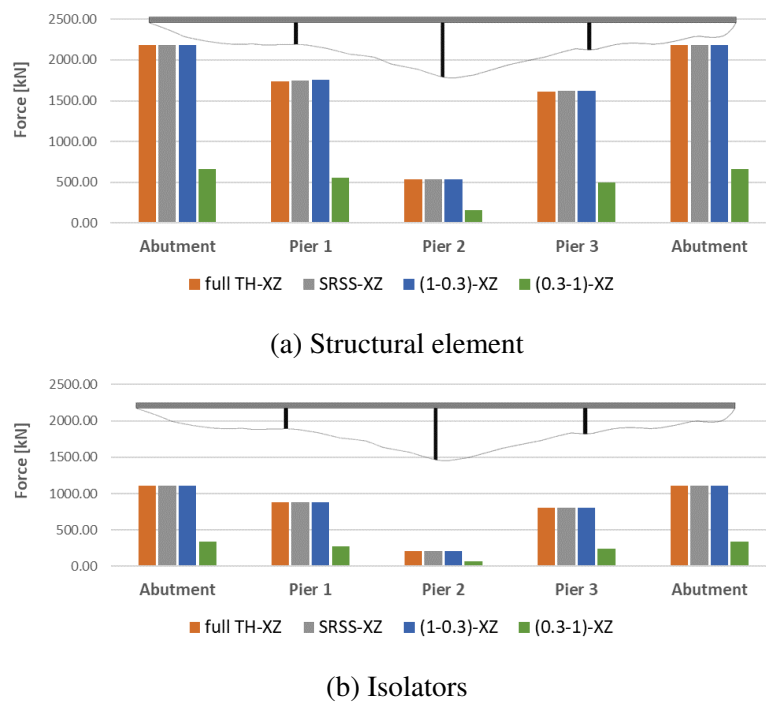 2500.00
2000.00
1500.00
1000.00
500.00
0.00
Force [kN]
Abutment Pier 1 Pier 2 Pier 3 Abutment
full TH-XZ SRSS-XZ (1-0.3)-XZ (0.3-1)-XZ
(a) Structural element
2500.00
2000.00
1500.00
1000.00
500.00
0.00
Force [kN]
Abutment Pier 1 Pier 2 Pier 3 Abutment
full TH-XZ SRSS-XZ (1-0.3)-XZ (0.3-1)-XZ
(b) Isolators